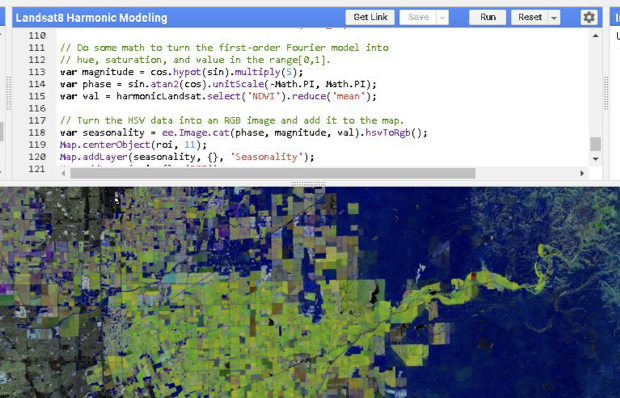 Landsat8 Harmonic Modeling
Get Link
Save
Run
Reset
110
111 // Do some math to turn the first-order Fourier model into
112 // hue, saturation, and value in the range[0,1].
113 var magnitude = cos.hypot(sin).multiply(5);
114 var phase = sin.atan2(cos).unitScale(-Math.PI, Math.PI);
115 var val = harmonicLandsat.select('NDVI').reduce('mean');
116
117 // Turn the HSV data into an RGB image and add it to the map.
118 var seasonality = ee.Image.cat(phase, magnitude, val).hsvToRgb();
119 Map.centerObject(roi, 11);
120 Map.addLayer(seasonality, {}, 'Seasonality');
121